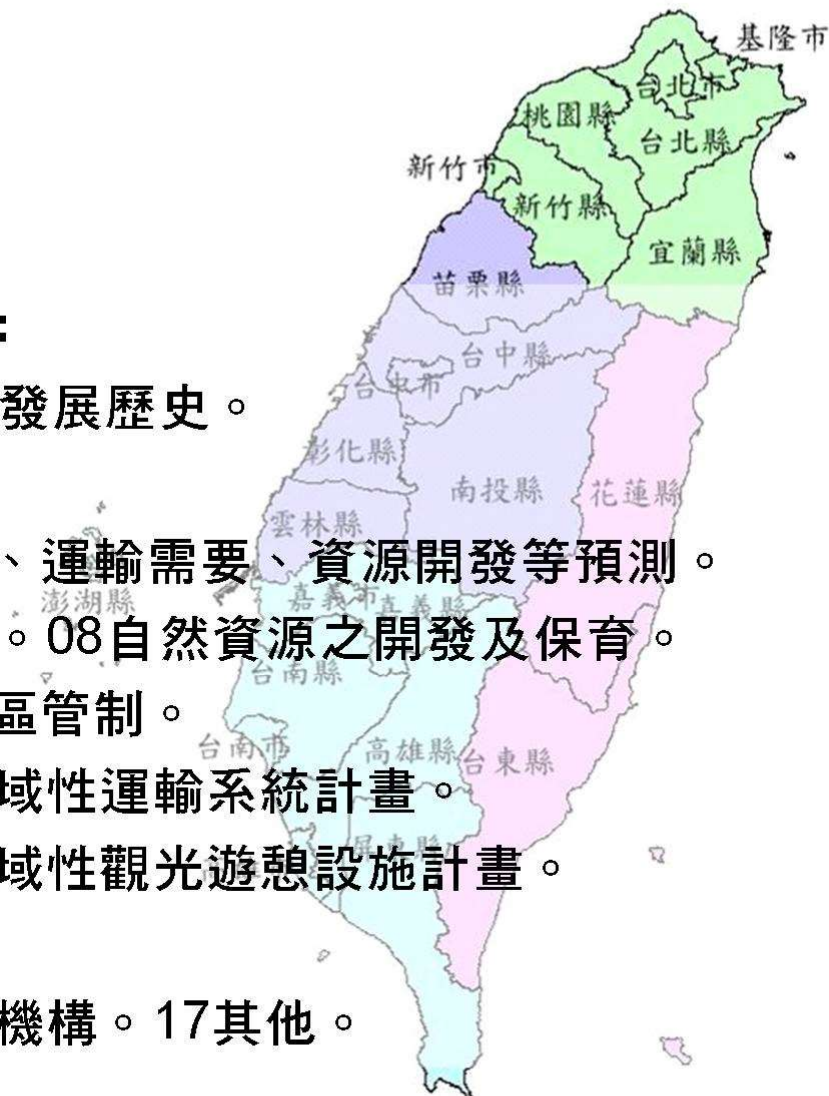 基隆市
台北市
桃園縣
台北縣
新竹市
新竹縣
宜蘭縣
苗栗縣
:
台中縣
發展歷史。
台中市
彰化縣
南投縣
花蓮縣
雲林縣
、運輸需要、資源開發等預測。
澎湖縣
嘉義市
嘉義縣
。08自然資源之開發及保育。
台南縣
區管制。
台南市
高雄縣
台東縣
域性運輸系統計畫。
屏東縣
域性觀光遊憩設施計畫。
機構。17其他。